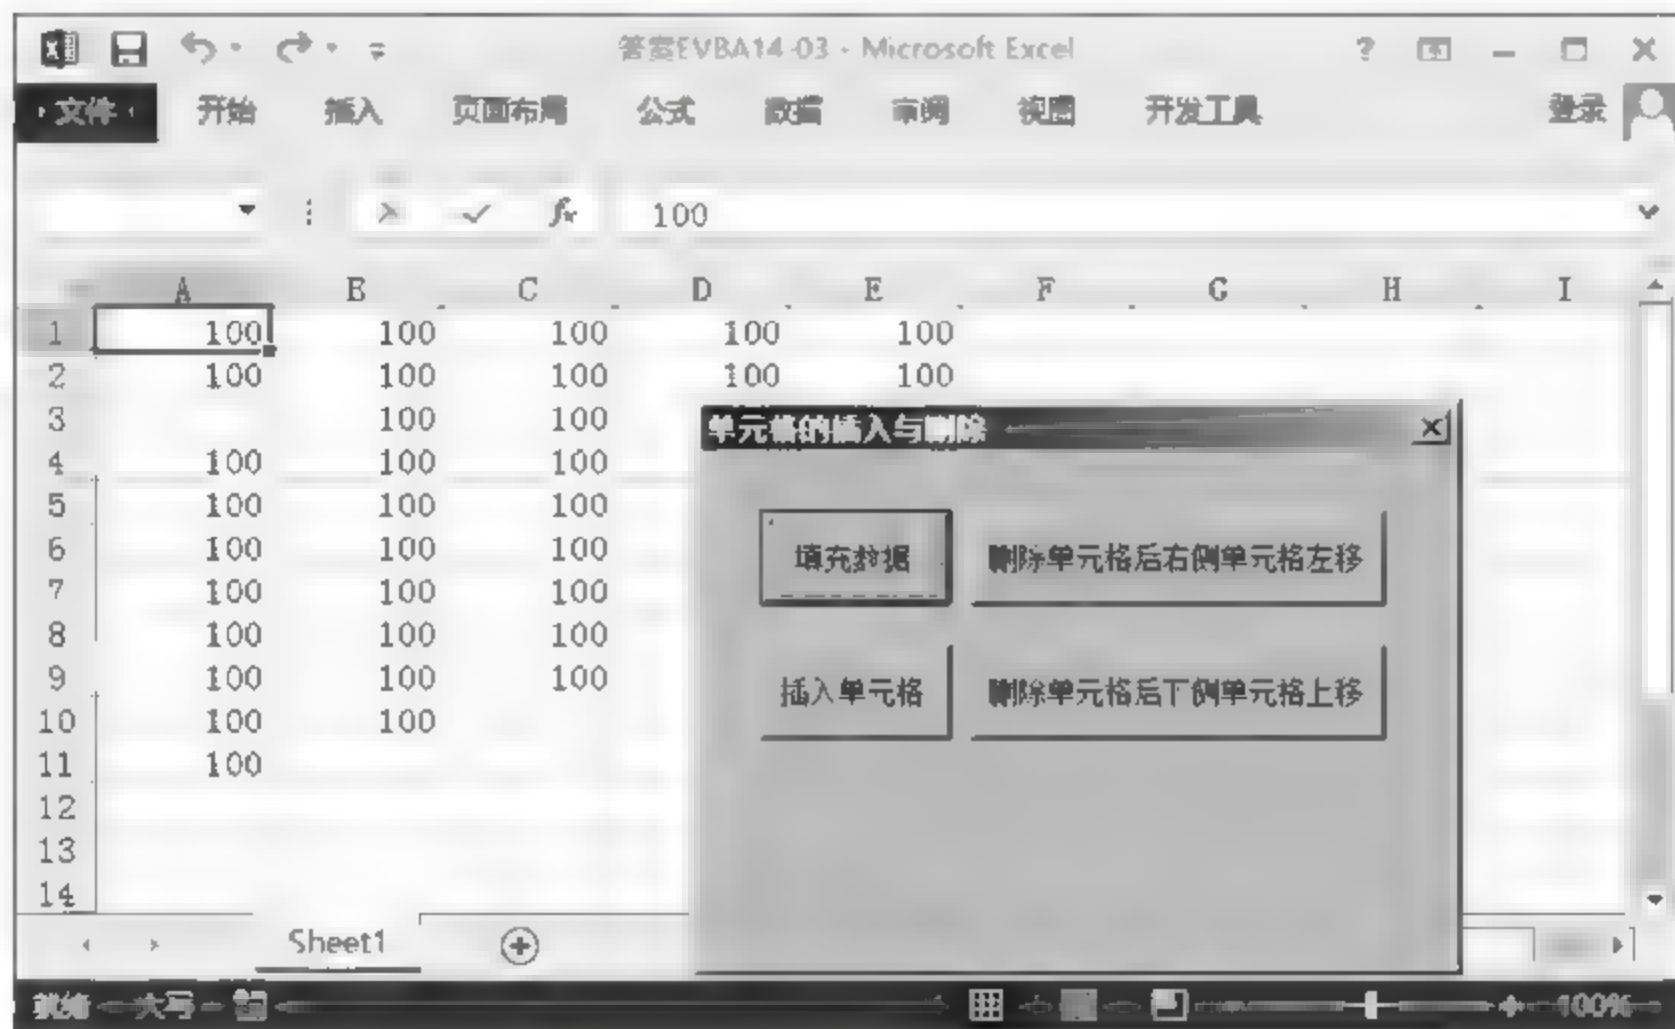 答案EVBA14-03 - Microsoft Excel
文件 开始 插入 页面布局 公式 数据 审阅 视图 开发工具 登录
fx 100
A B C D E F G H I
1 100 100 100 100 100
2 100 100 100 100 100
3 100 100
4 100 100 100
5 100 100 100
6 100 100 100
7 100 100 100
8 100 100 100
9 100 100 100
10 100 100
11 100
12
13
14
单元格的插入与删除
填充数据 删除单元格后右侧单元格左移
插入单元格 删除单元格后下侧单元格上移
Sheet1
就绪 大写 100%